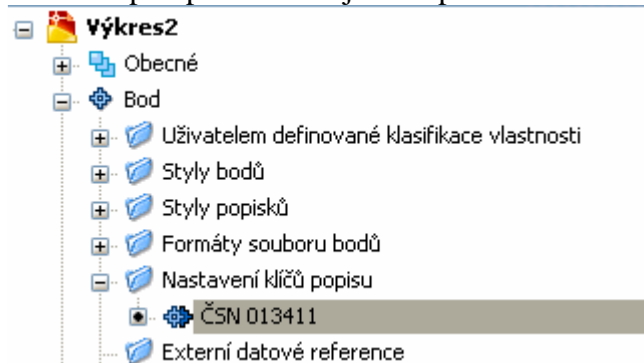 Výkres2
Obecné
Bod
Uživatelem definované klasifikace vlastnosti
Styly bodů
Styly popisků
Formáty souboru bodů
Nastavení klíčů popisu
ČSN 013411
Externí datové reference